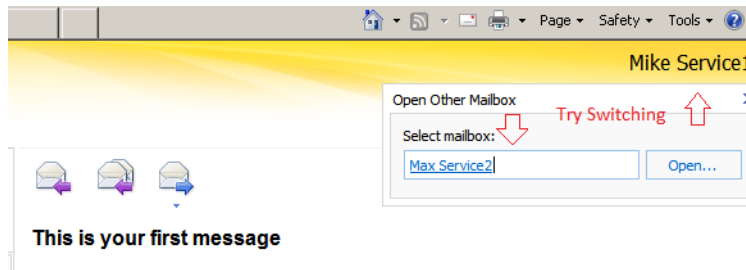 Page Safety Tools
Mike Service1
Open Other Mailbox
Try Switching
Select mailbox:
Max Service2
Open...
This is your first message